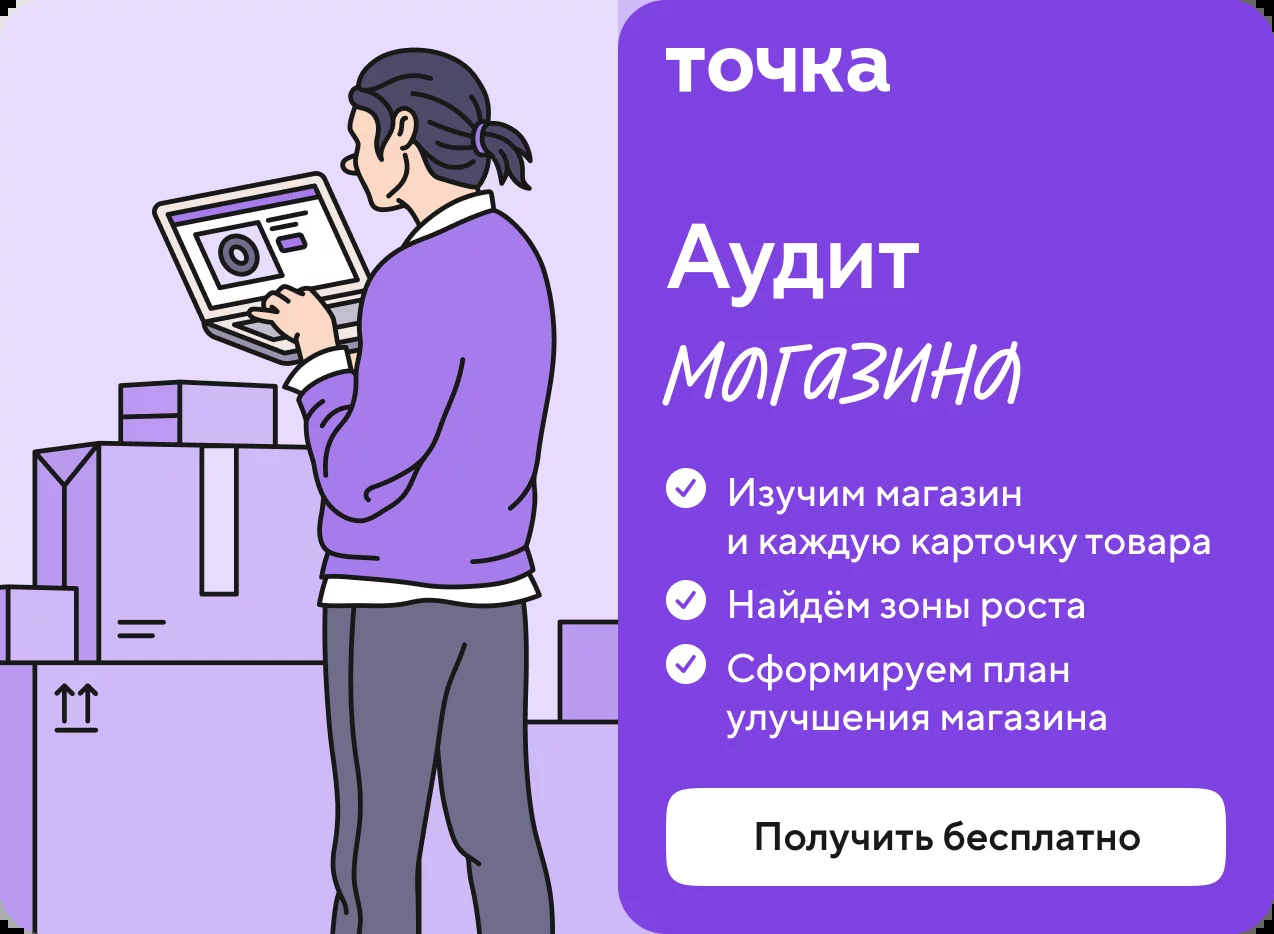 точка
Аудит
магазина
Изучим магазин
и каждую карточку товара
Найдём зоны роста
Сформируем план
улучшения магазина
Получить бесплатно